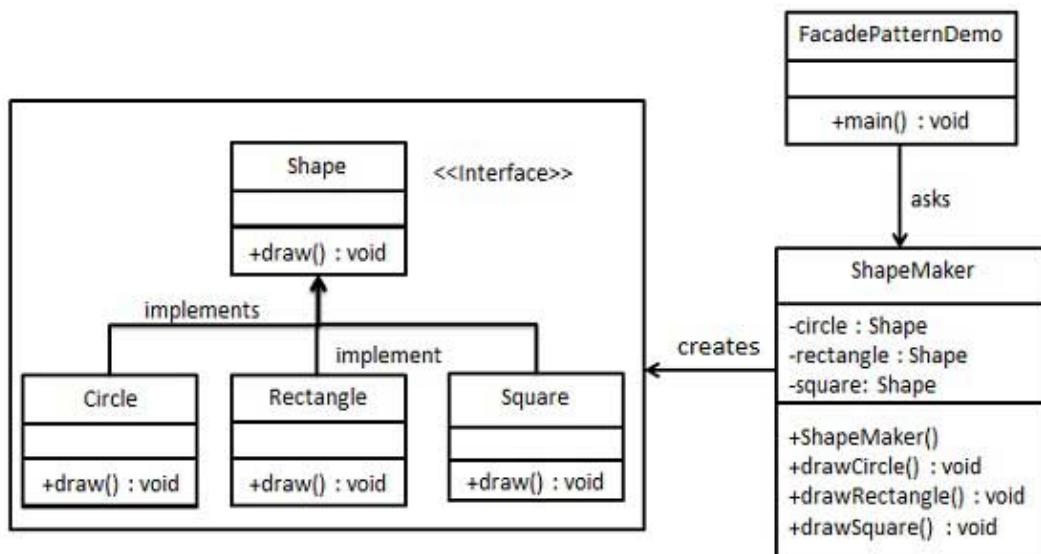 FacadePatternDemo
+main() : void
asks
Shape
<<Interface>>
+draw() : void
implements
implement
Circle
+draw() : void
Rectangle
+draw() : void
Square
+draw() : void
creates
ShapeMaker
-circle : Shape
-rectangle : Shape
-square: Shape
+ShapeMaker()
+drawCircle() : void
+drawRectangle() : void
+drawSquare() : void